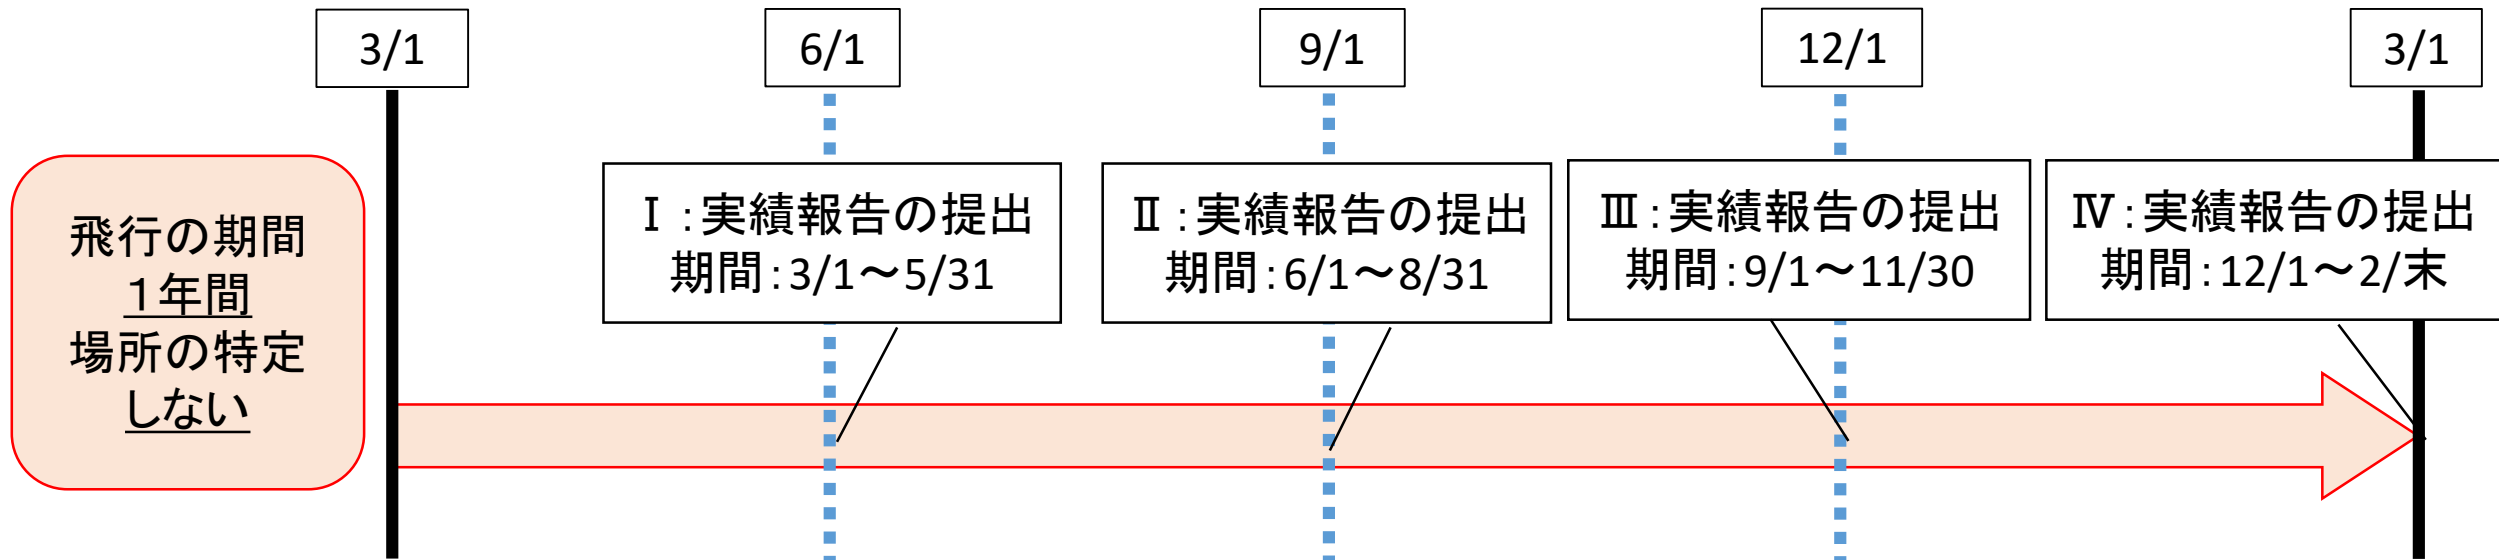 3/1
6/1
9/1
12/1
3/1
飛行の期間
1年間
場所の特定
しない
Ⅰ：実績報告の提出
期間：3/1～5/31
Ⅱ：実績報告の提出
期間：6/1～8/31
Ⅲ：実績報告の提出
期間：9/1～11/30
Ⅳ：実績報告の提出
期間：12/1～2/末